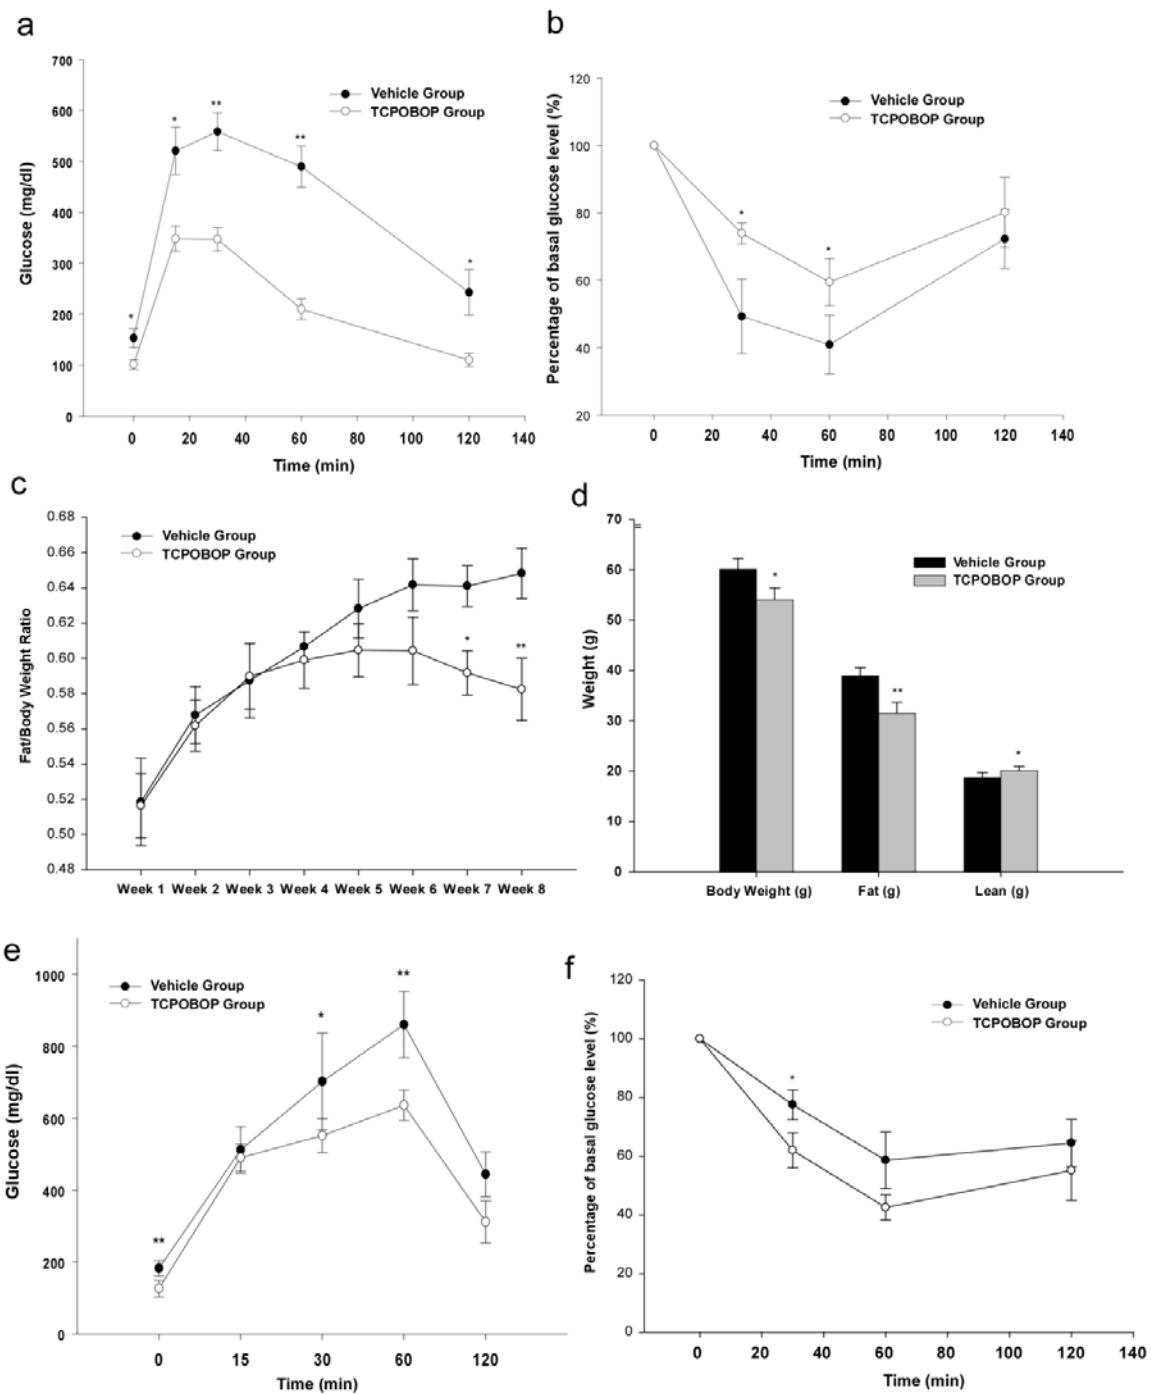 a
700
600
500
400
300
200
100
0
Glucose (mg/dl)
Vehicle Group
TCPOBOP Group
*
*
**
**
*
0 20 40 60 80 100 120 140
Time (min)
b
120
100
80
60
40
20
Percentage of basal glucose level (%)
Vehicle Group
TCPOBOP Group
*
*
0 20 40 60 80 100 120 140
Time (min)
c
0.68
0.66
0.64
0.62
0.60
0.58
0.56
0.54
0.52
0.50
0.48
Fat/Body Weight Ratio
Vehicle Group
TCPOBOP Group
*
**
Week 1 Week 2 Week 3 Week 4 Week 5 Week 6 Week 7 Week 8
d
70
60
50
40
30
20
10
0
Weight (g)
Vehicle Group
TCPOBOP Group
*
**
*
Body Weight (g) Fat (g) Lean (g)
e
1000
800
600
400
200
0
Glucose (mg/dl)
Vehicle Group
TCPOBOP Group
**
*
**
0 15 30 60 120
Time (min)
f
120
100
80
60
40
20
0
Percentage of basal glucose level (%)
Vehicle Group
TCPOBOP Group
*
0 20 40 60 80 100 120 140
Time (min)